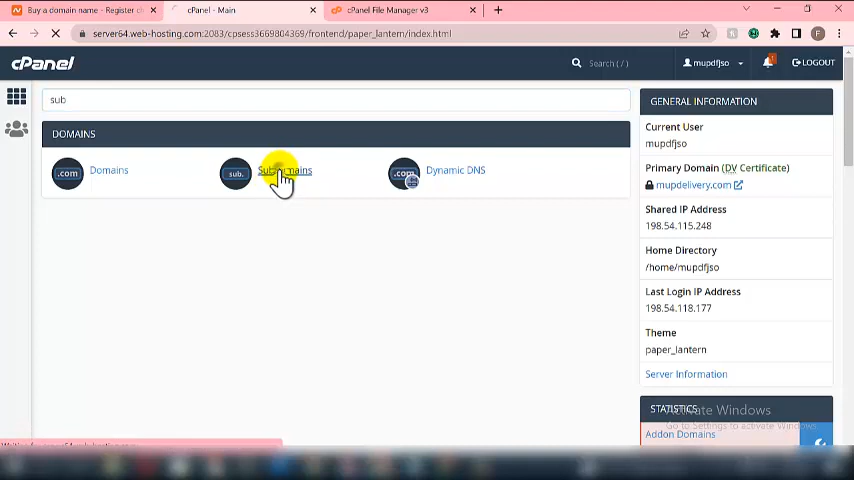 Buy a domain name - Register c
cPanel - Main
cPanel File Manager v3
server64.web-hosting.com:2083/cpsess3669804369/frontend/paper_lantern/index.html
F
cPanel
Search ( / )
mupdfjso
1
LOGOUT
sub
DOMAINS
.com
Domains
sub.
Subdomains
.com
Dynamic DNS
GENERAL INFORMATION
Current User
mupdfjso
Primary Domain (DV Certificate)
mupdelivery.com
Shared IP Address
198.54.115.248
Home Directory
/home/mupdfjso
Last Login IP Address
198.54.118.177
Theme
paper_lantern
Server Information
STATISTICS
Activate Windows
Go to Settings to activate Windows.
Addon Domains